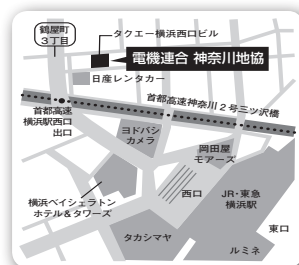 鶴屋町
3丁目
タクエー横浜西口ビル
電機連合 神奈川地協
日産レンタカー
首都高速神奈川2号三ツ沢線
首都高速
横浜駅西口
出口
ヨドバシ
カメラ
岡田屋
モアーズ
西口
JR・東急
横浜駅
横浜ベイシェラトン
ホテル&タワーズ
東口
タカシマヤ
ルミネ